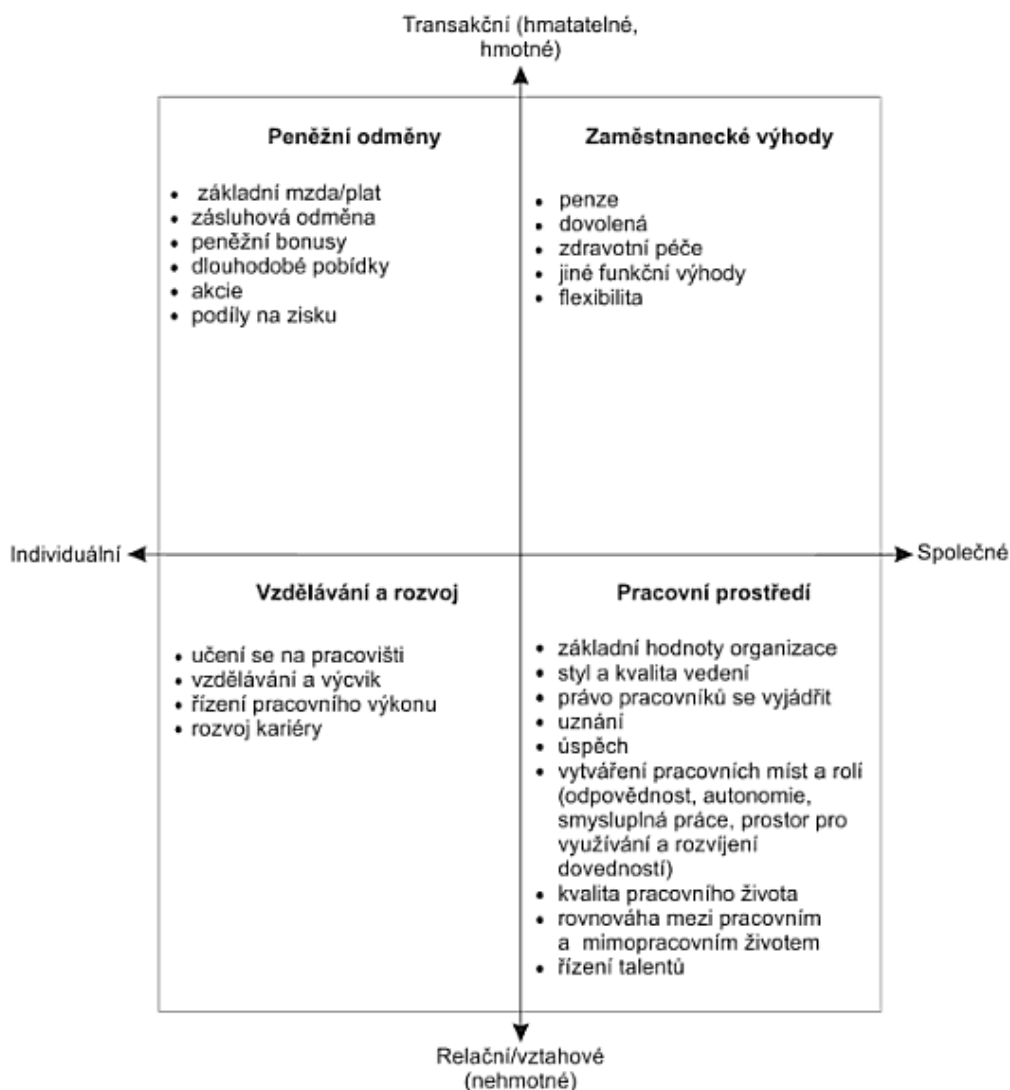 Transakční (hmatatelné,
hmotné)
Peněžní odměny
základní mzda/plat
zásluhová odměna
peněžní bonusy
dlouhodobé pobídky
akcie
podíly na zisku
Zaměstnanecké výhody
penze
dovolená
zdravotní péče
jiné funkční výhody
flexibilita
Individuální
Společné
Vzdělávání a rozvoj
učení se na pracovišti
vzdělávání a výcvik
řízení pracovního výkonu
rozvoj kariéry
Pracovní prostředí
základní hodnoty organizace
styl a kvalita vedení
právo pracovníků se vyjádřit
uznání
úspěch
vytváření pracovních míst a rolí
(odpovědnost, autonomie,
smysluplná práce, prostor pro
využívání a rozvíjení
dovedností)
kvalita pracovního života
rovnováha mezi pracovním
a mimopracovním životem
řízení talentů
Relační/vztahové
(nehmotné)